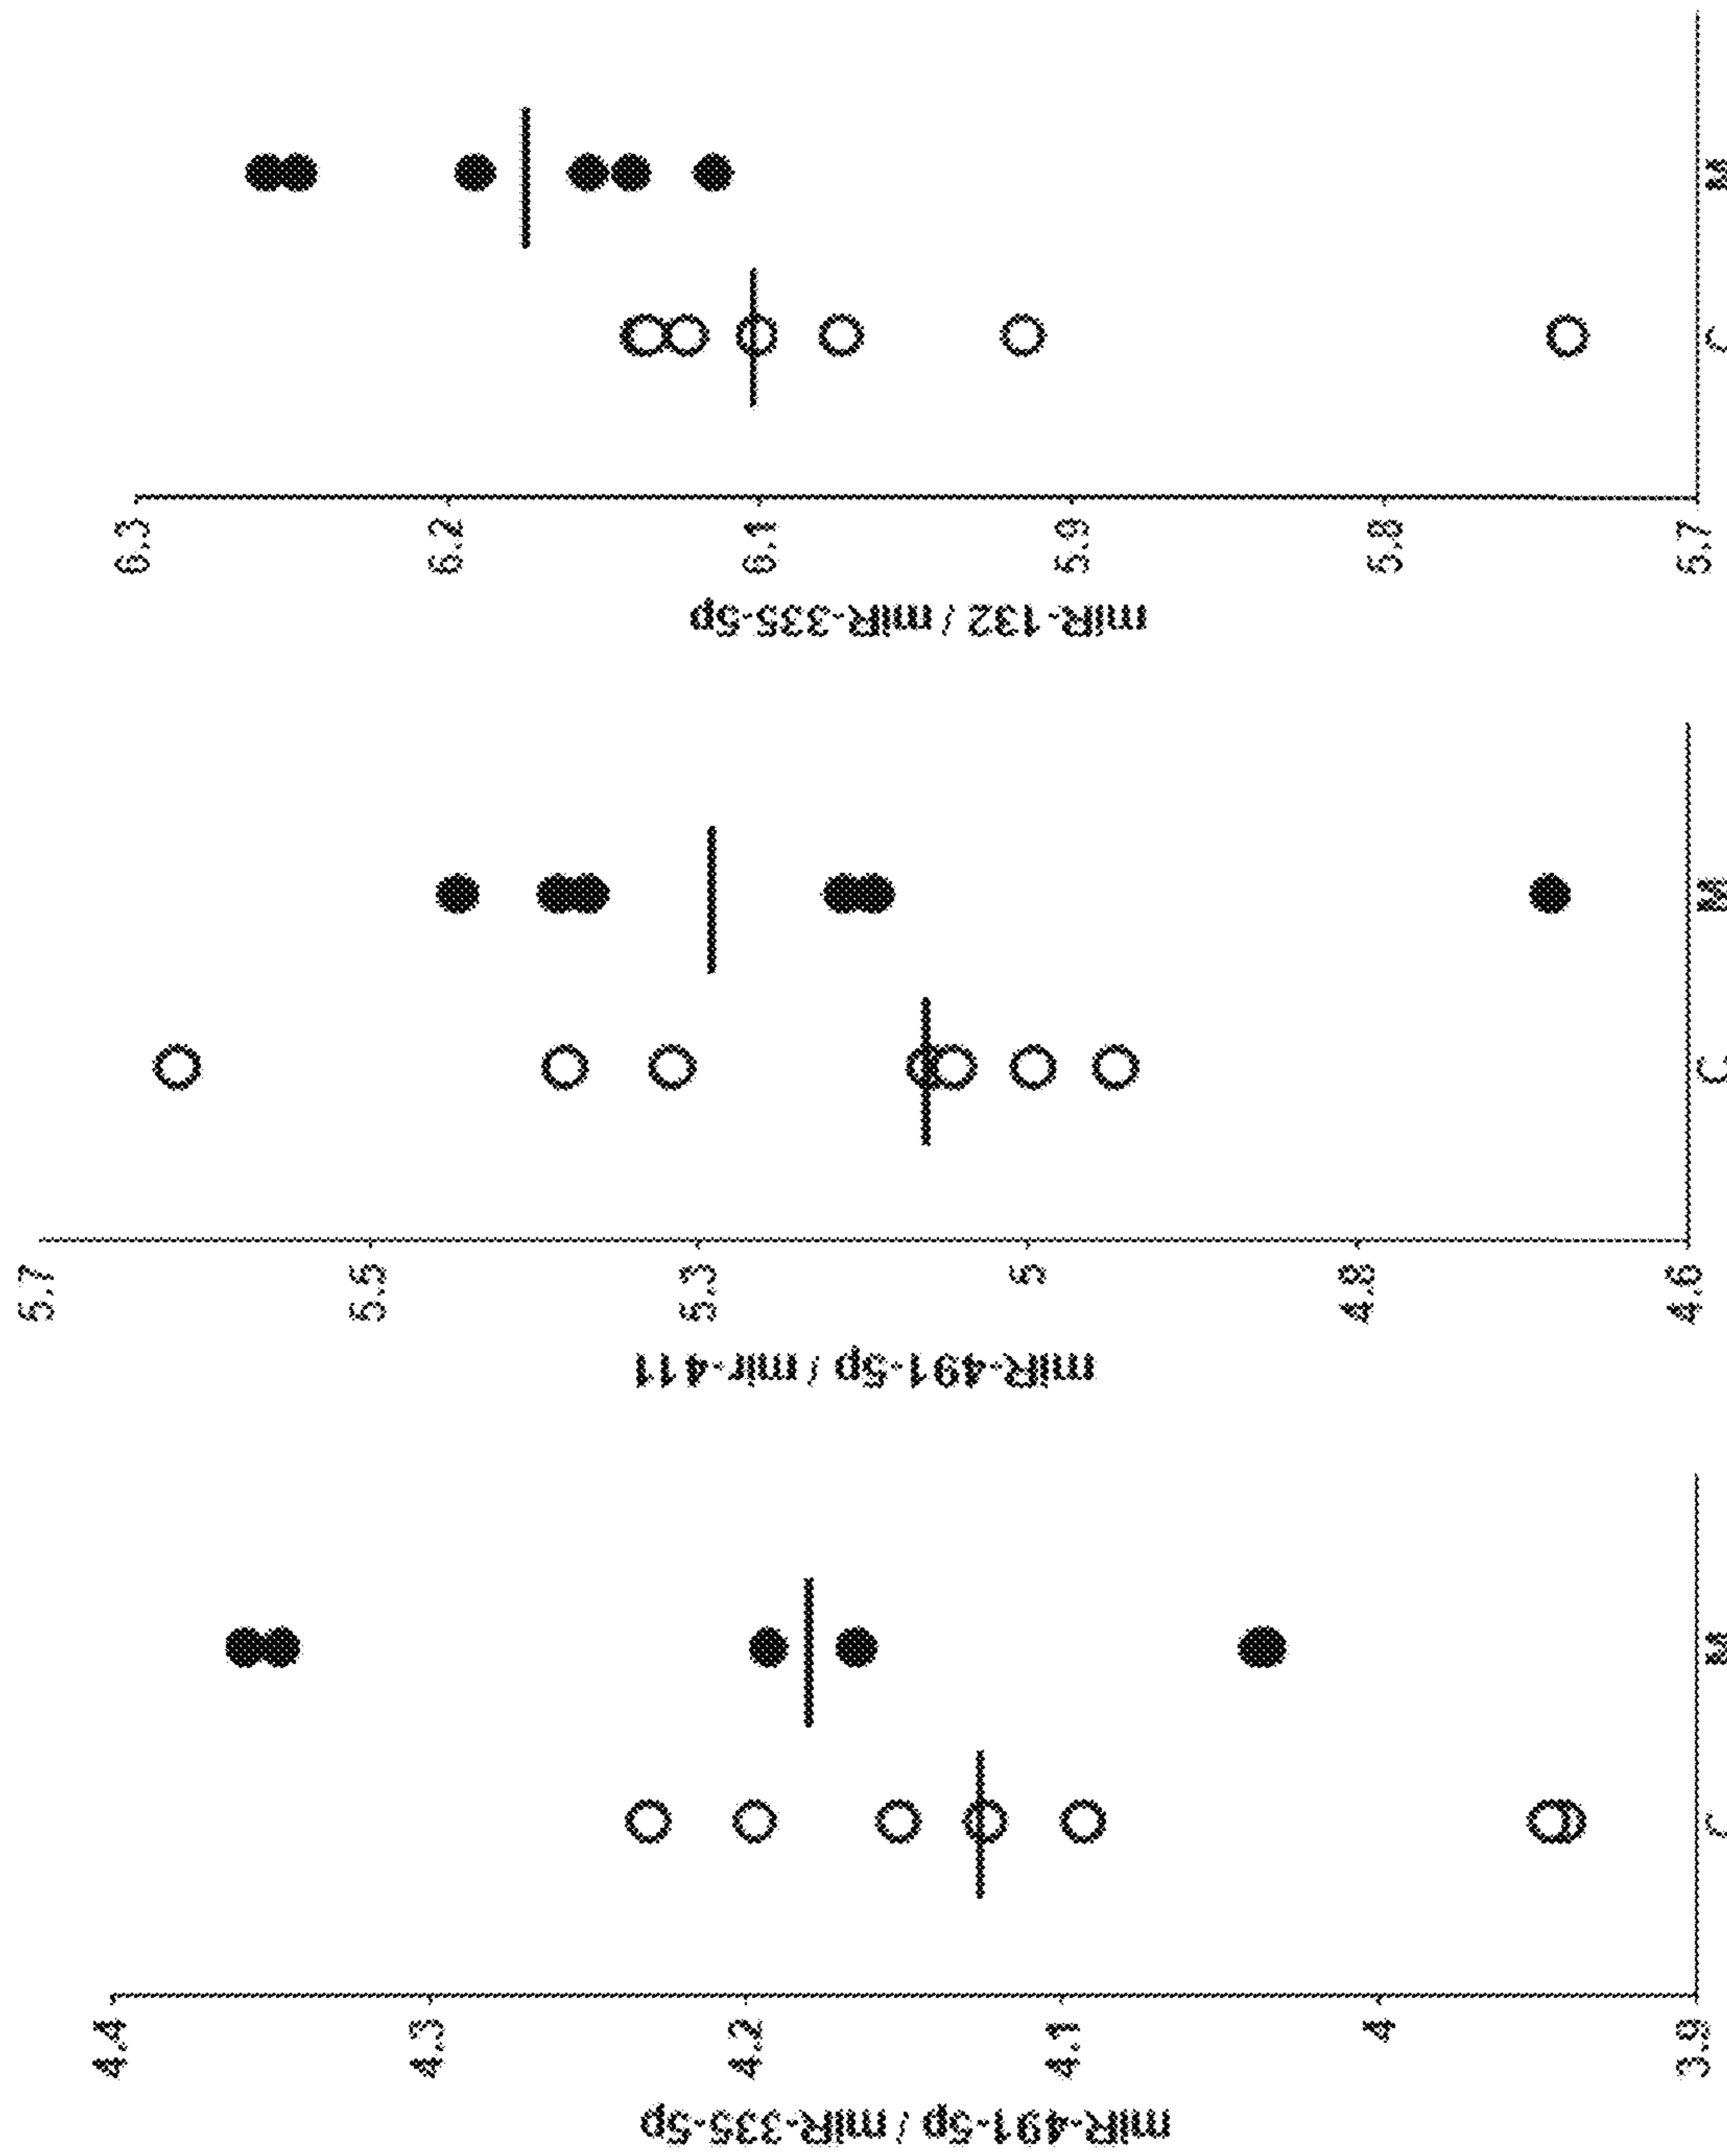 miR-491-5p / miR-335-5p
4.4
4.3
4.2
4.1
4
3.9
C
M
miR-491-5p / mir-411
5.7
5.5
5.3
5
4.8
4.6
C
M
miR-132 / miR-335-5p
6.3
6.2
6.1
5.9
5.8
5.7
C
M